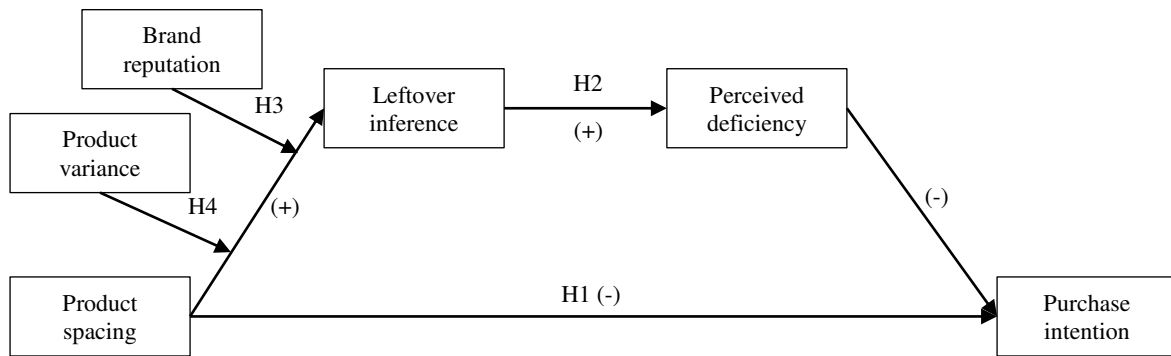 Brand
reputation
H3
Leftover
inference
H2
(+)
Perceived
deficiency
Product
variance
H4
(+)
(-)
Product
spacing
H1 (-)
Purchase
intention